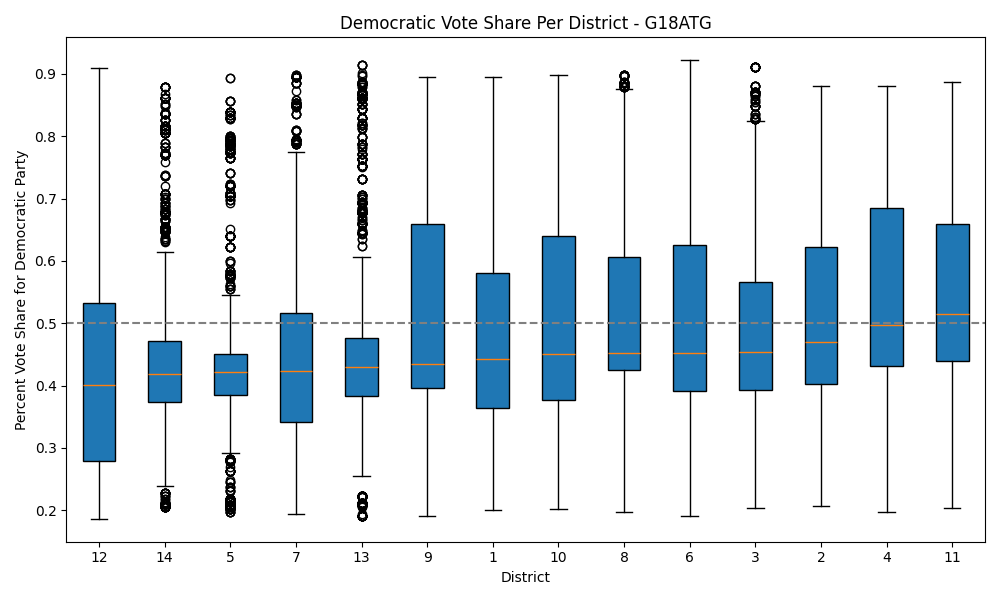 Democratic Vote Share Per District - G18ATG
Percent Vote Share for Democratic Party
0.9
0.8
0.7
0.6
0.5
0.4
0.3
0.2
12 14 5 7 13 9 1 10 8 6 3 2 4 11
District